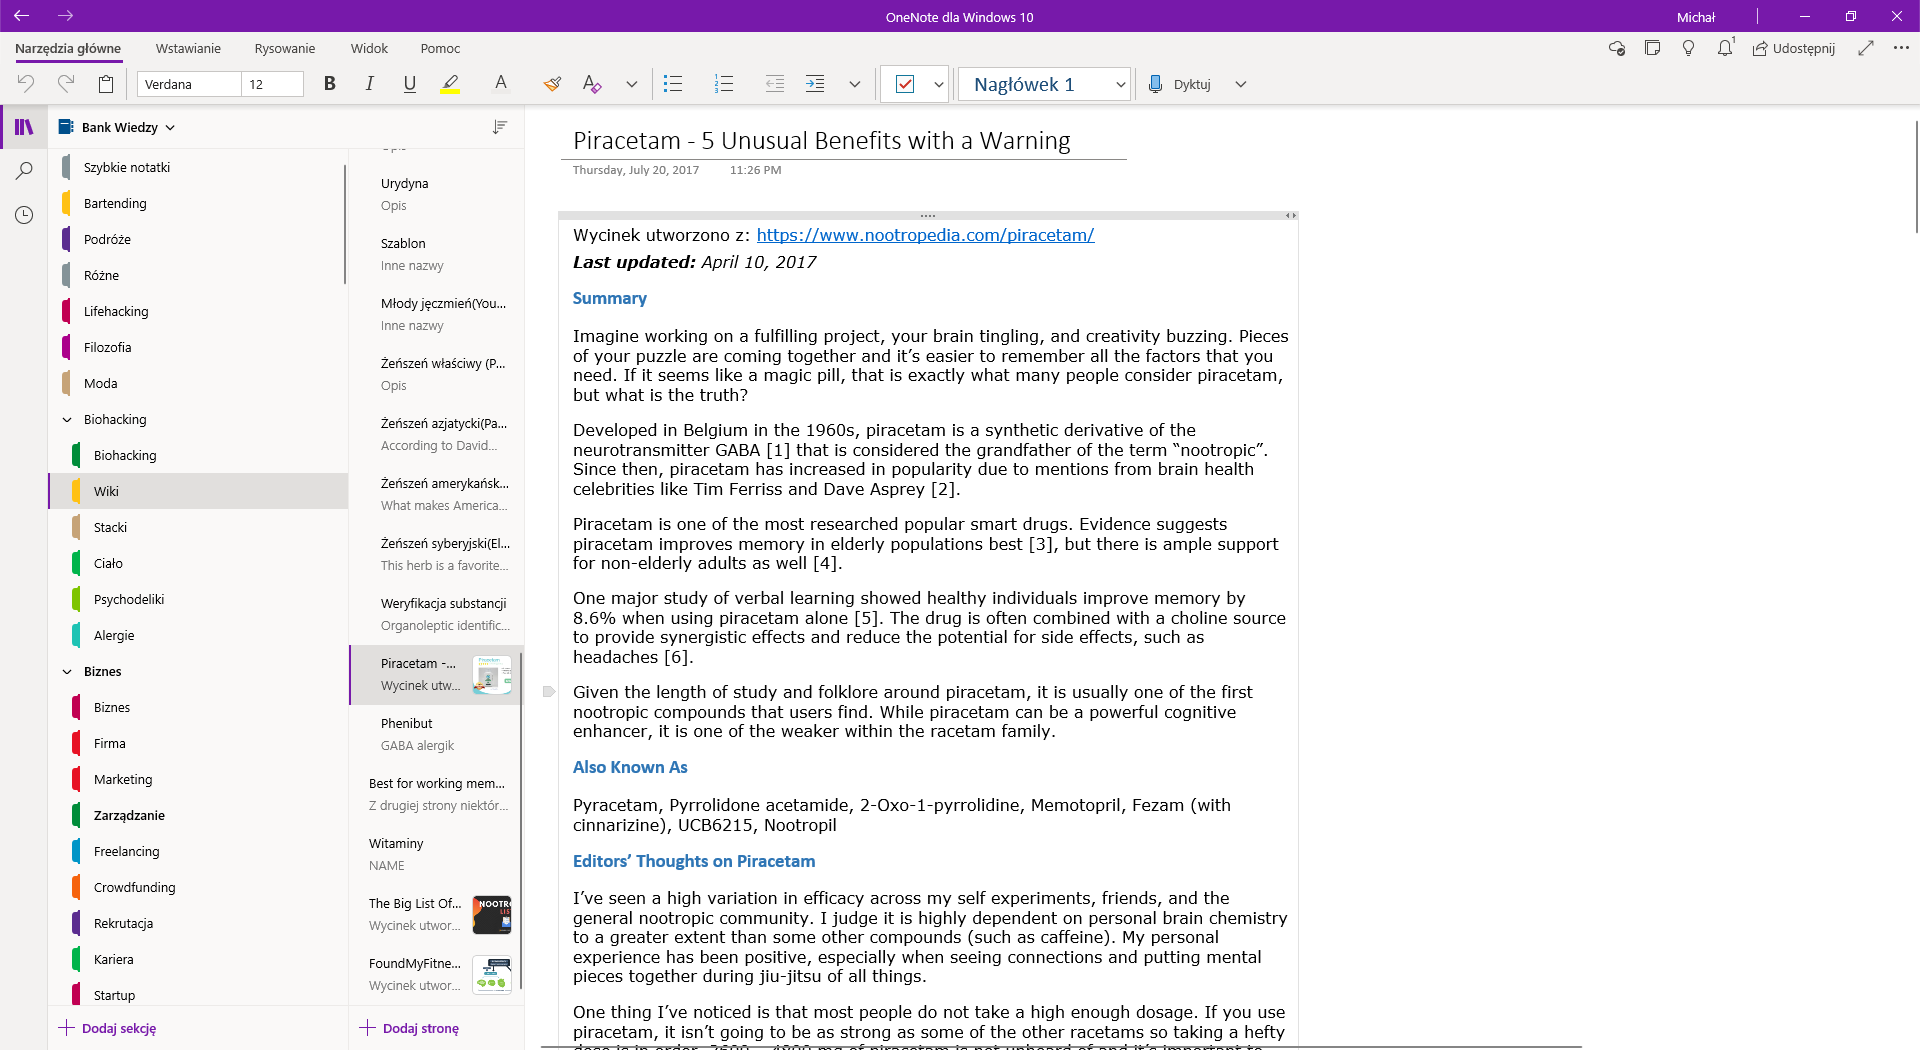 OneNote dla Windows 10
Michał
Narzędzia główne
Wstawianie
Rysowanie
Widok
Pomoc
1
Udostępnij
Verdana
12
B
I
U
A
Nagłówek 1
Dyktuj
Bank Wiedzy
Szybkie notatki
Bartending
Podróże
Różne
Lifehacking
Filozofia
Moda
Biohacking
Biohacking
Wiki
Stacki
Ciało
Psychodeliki
Alergie
Biznes
Biznes
Firma
Marketing
Zarządzanie
Freelancing
Crowdfunding
Rekrutacja
Kariera
Startup
Dodaj sekcję
Opis
Urydyna
Opis
Szablon
Inne nazwy
Młody jęczmień(You...
Inne nazwy
Żeńszeń właściwy (P...
Opis
Żeńszeń azjatycki(Pa...
According to David...
Żeńszeń amerykańsk...
What makes America...
Żeńszeń syberyjski(El...
This herb is a favorite...
Weryfikacja substancji
Organoleptic identific...
Piracetam -...
Wycinek utw...
Phenibut
GABA alergik
Best for working mem...
Z drugiej strony niektór...
Witaminy
NAME
The Big List Of...
Wycinek utwor...
FoundMyFitne...
Wycinek utwor...
Dodaj stronę
Piracetam - 5 Unusual Benefits with a Warning
Thursday, July 20, 2017 11:26 PM
Wycinek utworzono z: https://www.nootropedia.com/piracetam/
Last updated: April 10, 2017
Summary
Imagine working on a fulfilling project, your brain tingling, and creativity buzzing. Pieces
of your puzzle are coming together and it’s easier to remember all the factors that you
need. If it seems like a magic pill, that is exactly what many people consider piracetam,
but what is the truth?
Developed in Belgium in the 1960s, piracetam is a synthetic derivative of the
neurotransmitter GABA [1] that is considered the grandfather of the term “nootropic”.
Since then, piracetam has increased in popularity due to mentions from brain health
celebrities like Tim Ferriss and Dave Asprey [2].
Piracetam is one of the most researched popular smart drugs. Evidence suggests
piracetam improves memory in elderly populations best [3], but there is ample support
for non-elderly adults as well [4].
One major study of verbal learning showed healthy individuals improve memory by
8.6% when using piracetam alone [5]. The drug is often combined with a choline source
to provide synergistic effects and reduce the potential for side effects, such as
headaches [6].
Given the length of study and folklore around piracetam, it is usually one of the first
nootropic compounds that users find. While piracetam can be a powerful cognitive
enhancer, it is one of the weaker within the racetam family.
Also Known As
Pyracetam, Pyrrolidone acetamide, 2-Oxo-1-pyrrolidine, Memotopril, Fezam (with
cinnarizine), UCB6215, Nootropil
Editors’ Thoughts on Piracetam
I’ve seen a high variation in efficacy across my self experiments, friends, and the
general nootropic community. I judge it is highly dependent on personal brain chemistry
to a greater extent than some other compounds (such as caffeine). My personal
experience has been positive, especially when seeing connections and putting mental
pieces together during jiu-jitsu of all things.
One thing I’ve noticed is that most people do not take a high enough dosage. If you use
piracetam, it isn’t going to be as strong as some of the other racetams so taking a hefty
dose is in order. 3600 – 4800 mg of piracetam is not unheard of and it’s important to